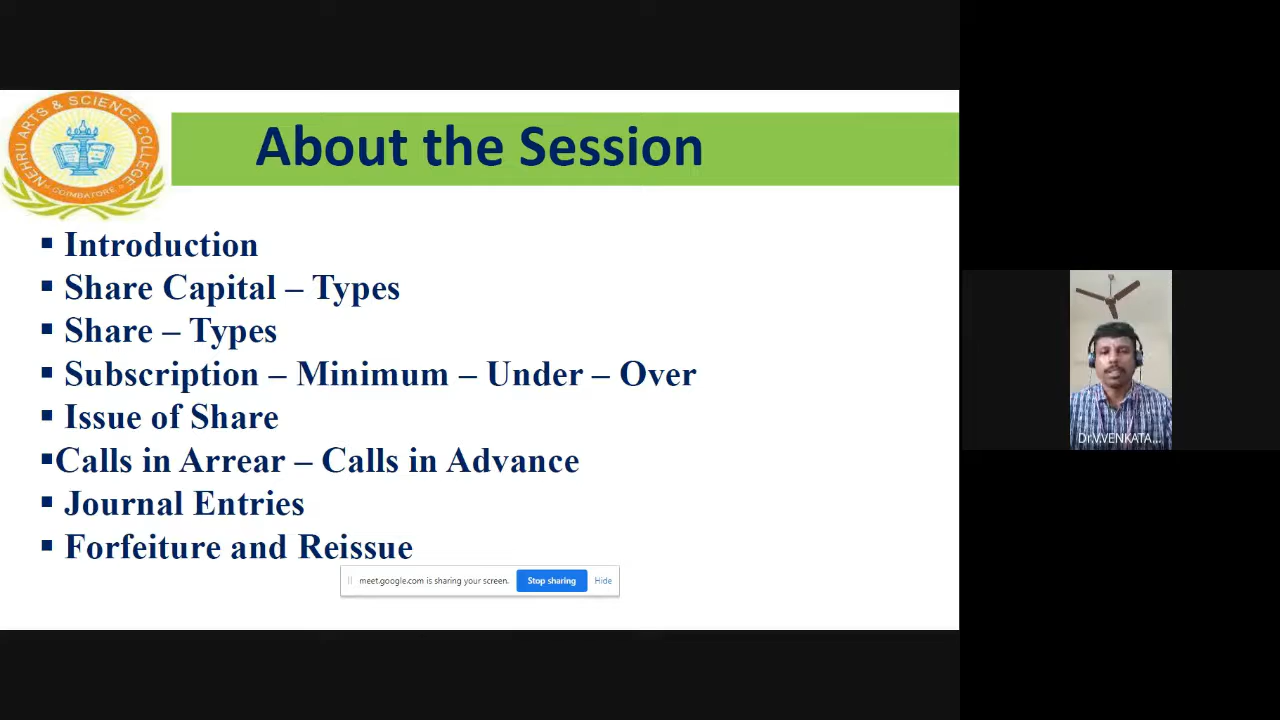 NEHRU ARTS & SCIENCE COLLEGE
COIMBATORE
About the Session
▪ Introduction
▪ Share Capital – Types
▪ Share – Types
▪ Subscription – Minimum – Under – Over
▪ Issue of Share
▪Calls in Arrear – Calls in Advance
▪ Journal Entries
▪ Forfeiture and Reissue
meet.google.com is sharing your screen. Stop sharing Hide
Dr.V.VENKATA...